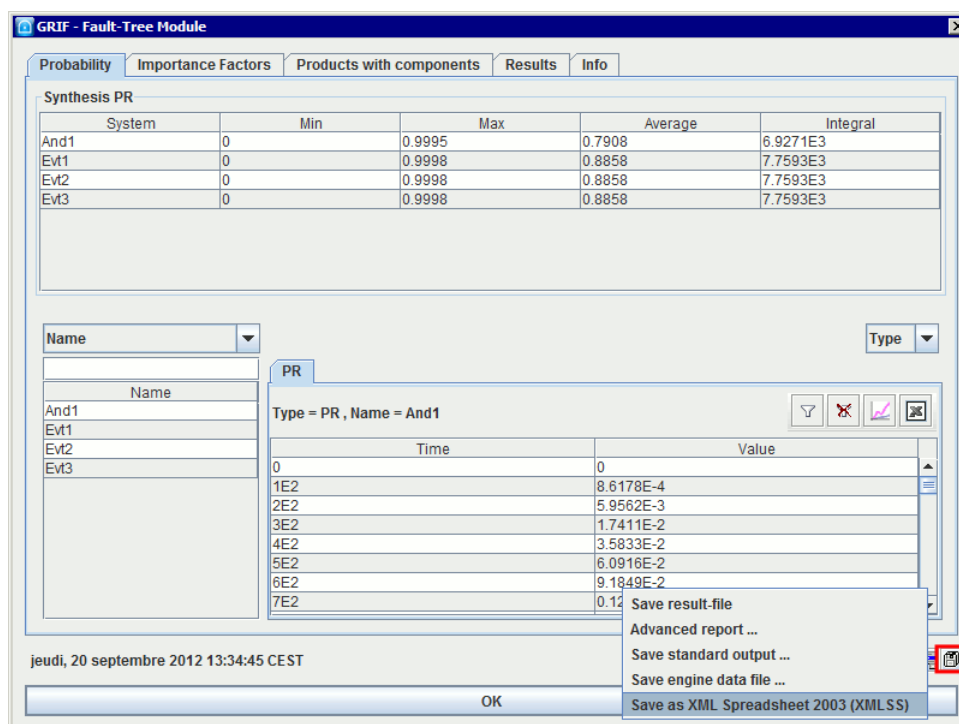 GRIF - Fault-Tree Module
Probability Importance Factors Products with components Results Info
Synthesis PR
System Min Max Average Integral
And1 0 0.9995 0.7908 6.9271E3
Evt1 0 0.9998 0.8858 7.7593E3
Evt2 0 0.9998 0.8858 7.7593E3
Evt3 0 0.9998 0.8858 7.7593E3
Name Type
PR
Name
And1
Evt1
Evt2
Evt3
Type = PR , Name = And1
Time Value
0 0
1E2 8.6178E-4
2E2 5.9562E-3
3E2 1.7411E-2
4E2 3.5833E-2
5E2 6.0916E-2
6E2 9.1849E-2
7E2
Save result-file
Advanced report ...
Save standard output ...
Save engine data file ...
Save as XML Spreadsheet 2003 (XMLSS)
jeudi, 20 septembre 2012 13:34:45 CEST
OK